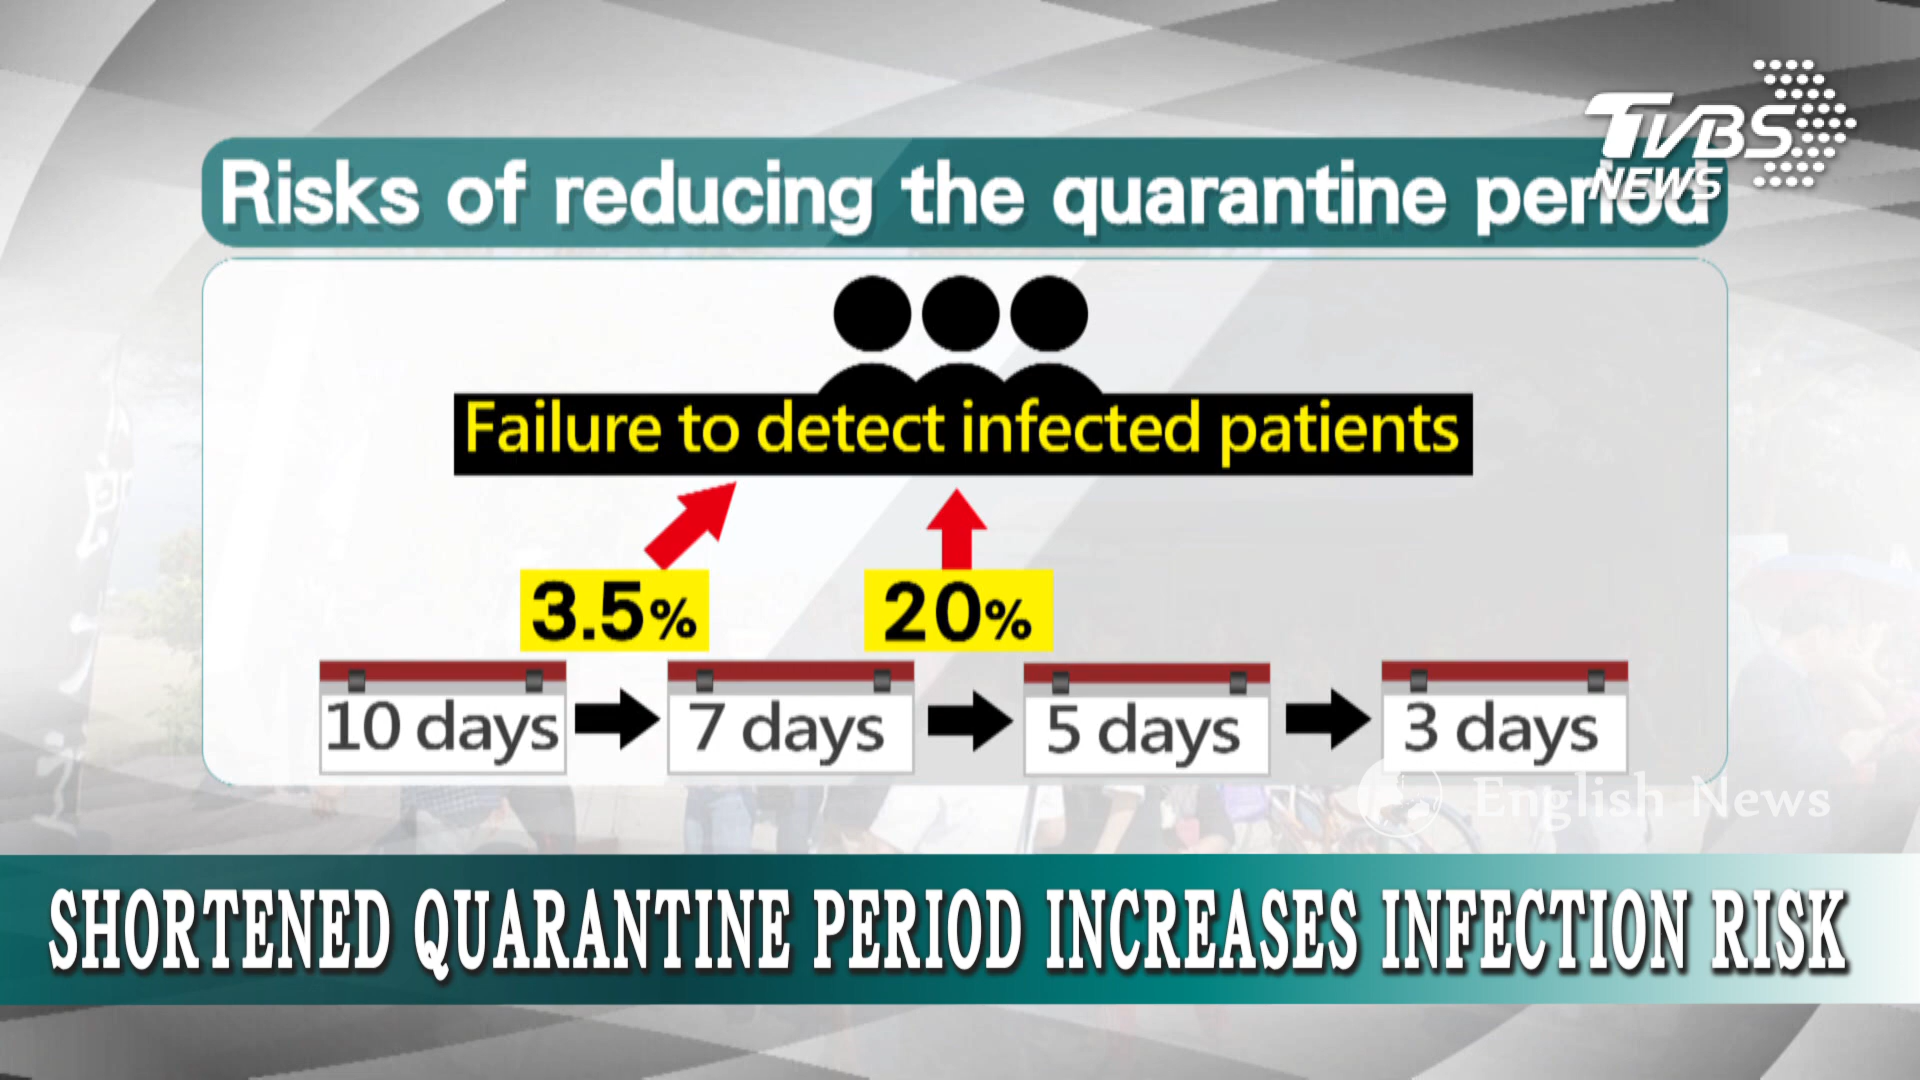 TVBS
NEWS
Risks of reducing the quarantine period
Failure to detect infected patients
3.5%
20%
10 days
7 days
5 days
3 days
English News
SHORTENED QUARANTINE PERIOD INCREASES INFECTION RISK